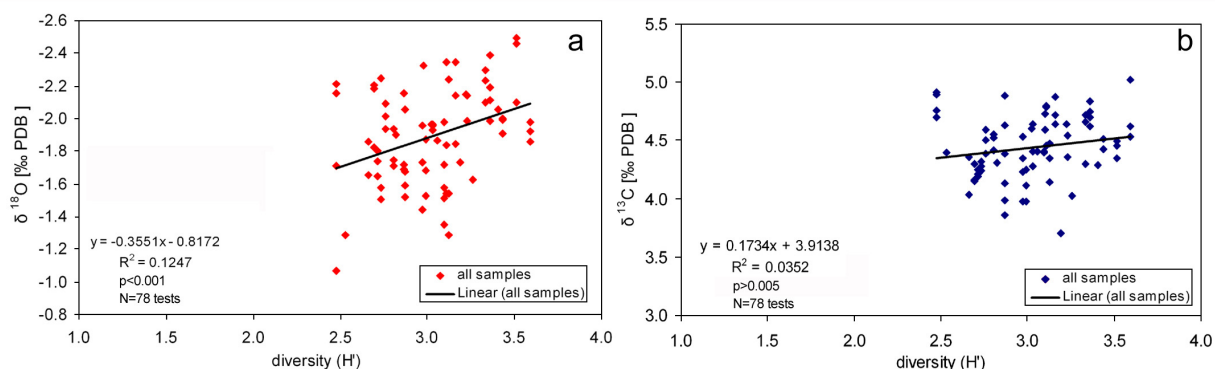 a
δ 18O [‰ PDB ]
-2.6
-2.4
-2.2
-2.0
-1.8
-1.6
-1.4
-1.2
-1.0
-0.8
y = -0.3551x - 0.8172
R² = 0.1247
p<0.001
N=78 tests
all samples
Linear (all samples)
1.0 1.5 2.0 2.5 3.0 3.5 4.0
diversity (H')
b
δ 13C [‰ PDB ]
5.5
5.0
4.5
4.0
3.5
3.0
y = 0.1734x + 3.9138
R² = 0.0352
p>0.005
N=78 tests
all samples
Linear (all samples)
1.0 1.5 2.0 2.5 3.0 3.5 4.0
diversity (H')